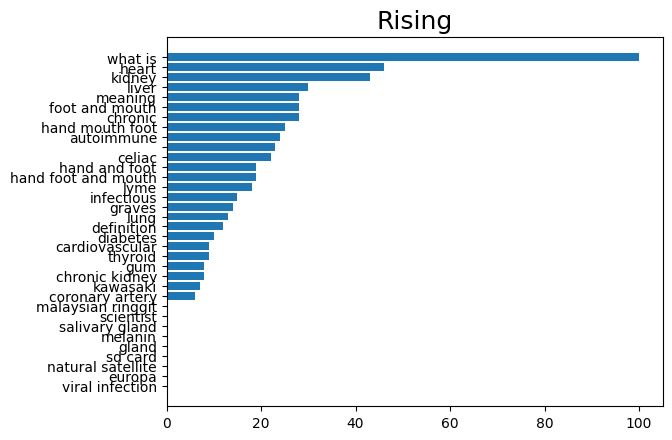 Rising
what is
heart
kidney
liver
meaning
foot and mouth
chronic
hand mouth foot
autoimmune
celiac
hand and foot
hand foot and mouth
lyme
infectious
graves
lung
definition
diabetes
cardiovascular
thyroid
gum
chronic kidney
kawasaki
coronary artery
malaysian ringgit
scientist
salivary gland
melanin
gland
sd card
natural satellite
europa
viral infection
0 20 40 60 80 100